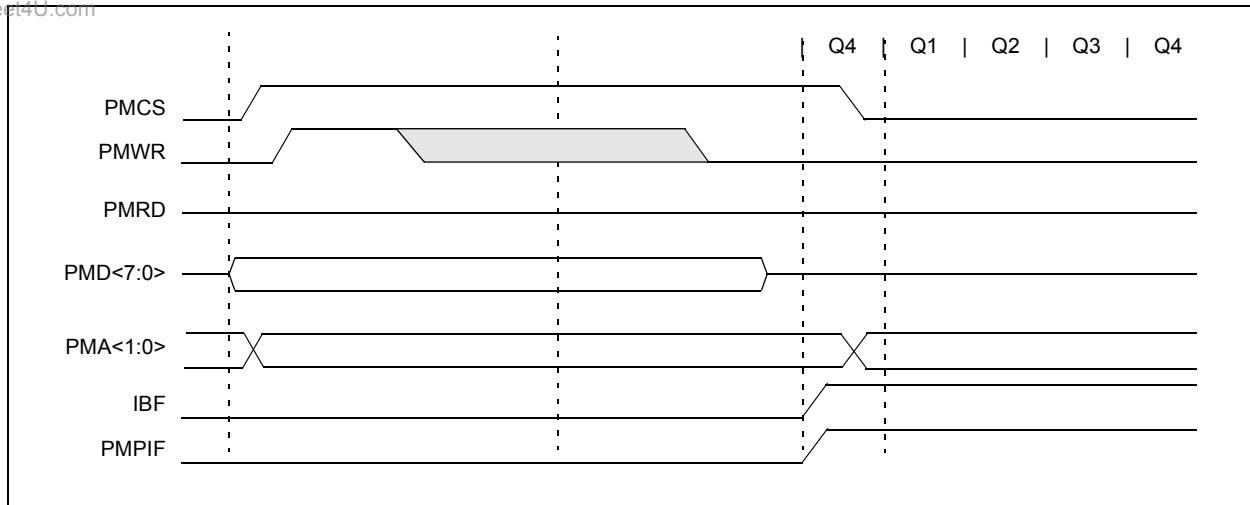 et4U.com
| Q4 | Q1 | Q2 | Q3 | Q4
PMCS
PMWR
PMRD
PMD<7:0>
PMA<1:0>
IBF
PMPIF